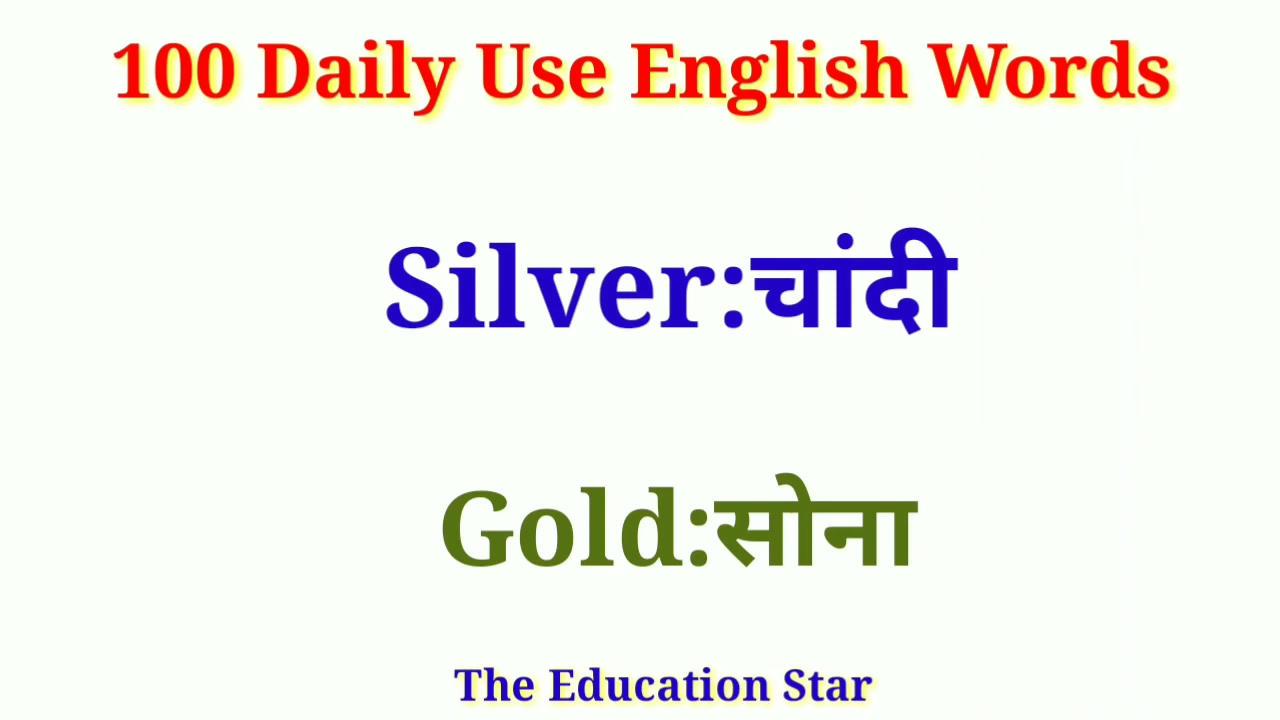 100 Daily Use English Words
Silver:चांदी
Gold:सोना
The Education Star